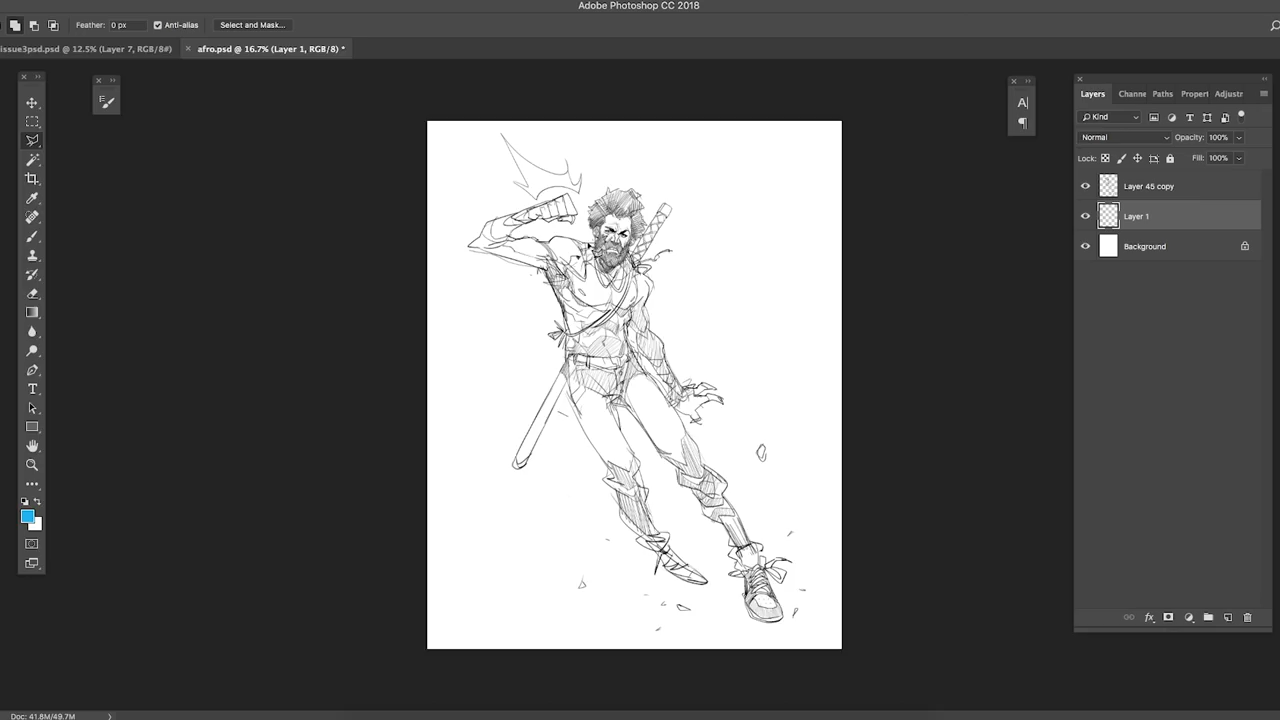 Adobe Photoshop CC 2018
Feather: 0 px Anti-alias Select and Mask...
issue3psd.psd @ 12.5% (Layer 7, RGB/8#) × afro.psd @ 16.7% (Layer 1, RGB/8) *
Layers Channe Paths Propert Adjustr
Kind
Normal Opacity: 100%
Lock: Fill: 100%
Layer 45 copy
Layer 1
Background
Doc: 41.8M/49.7M